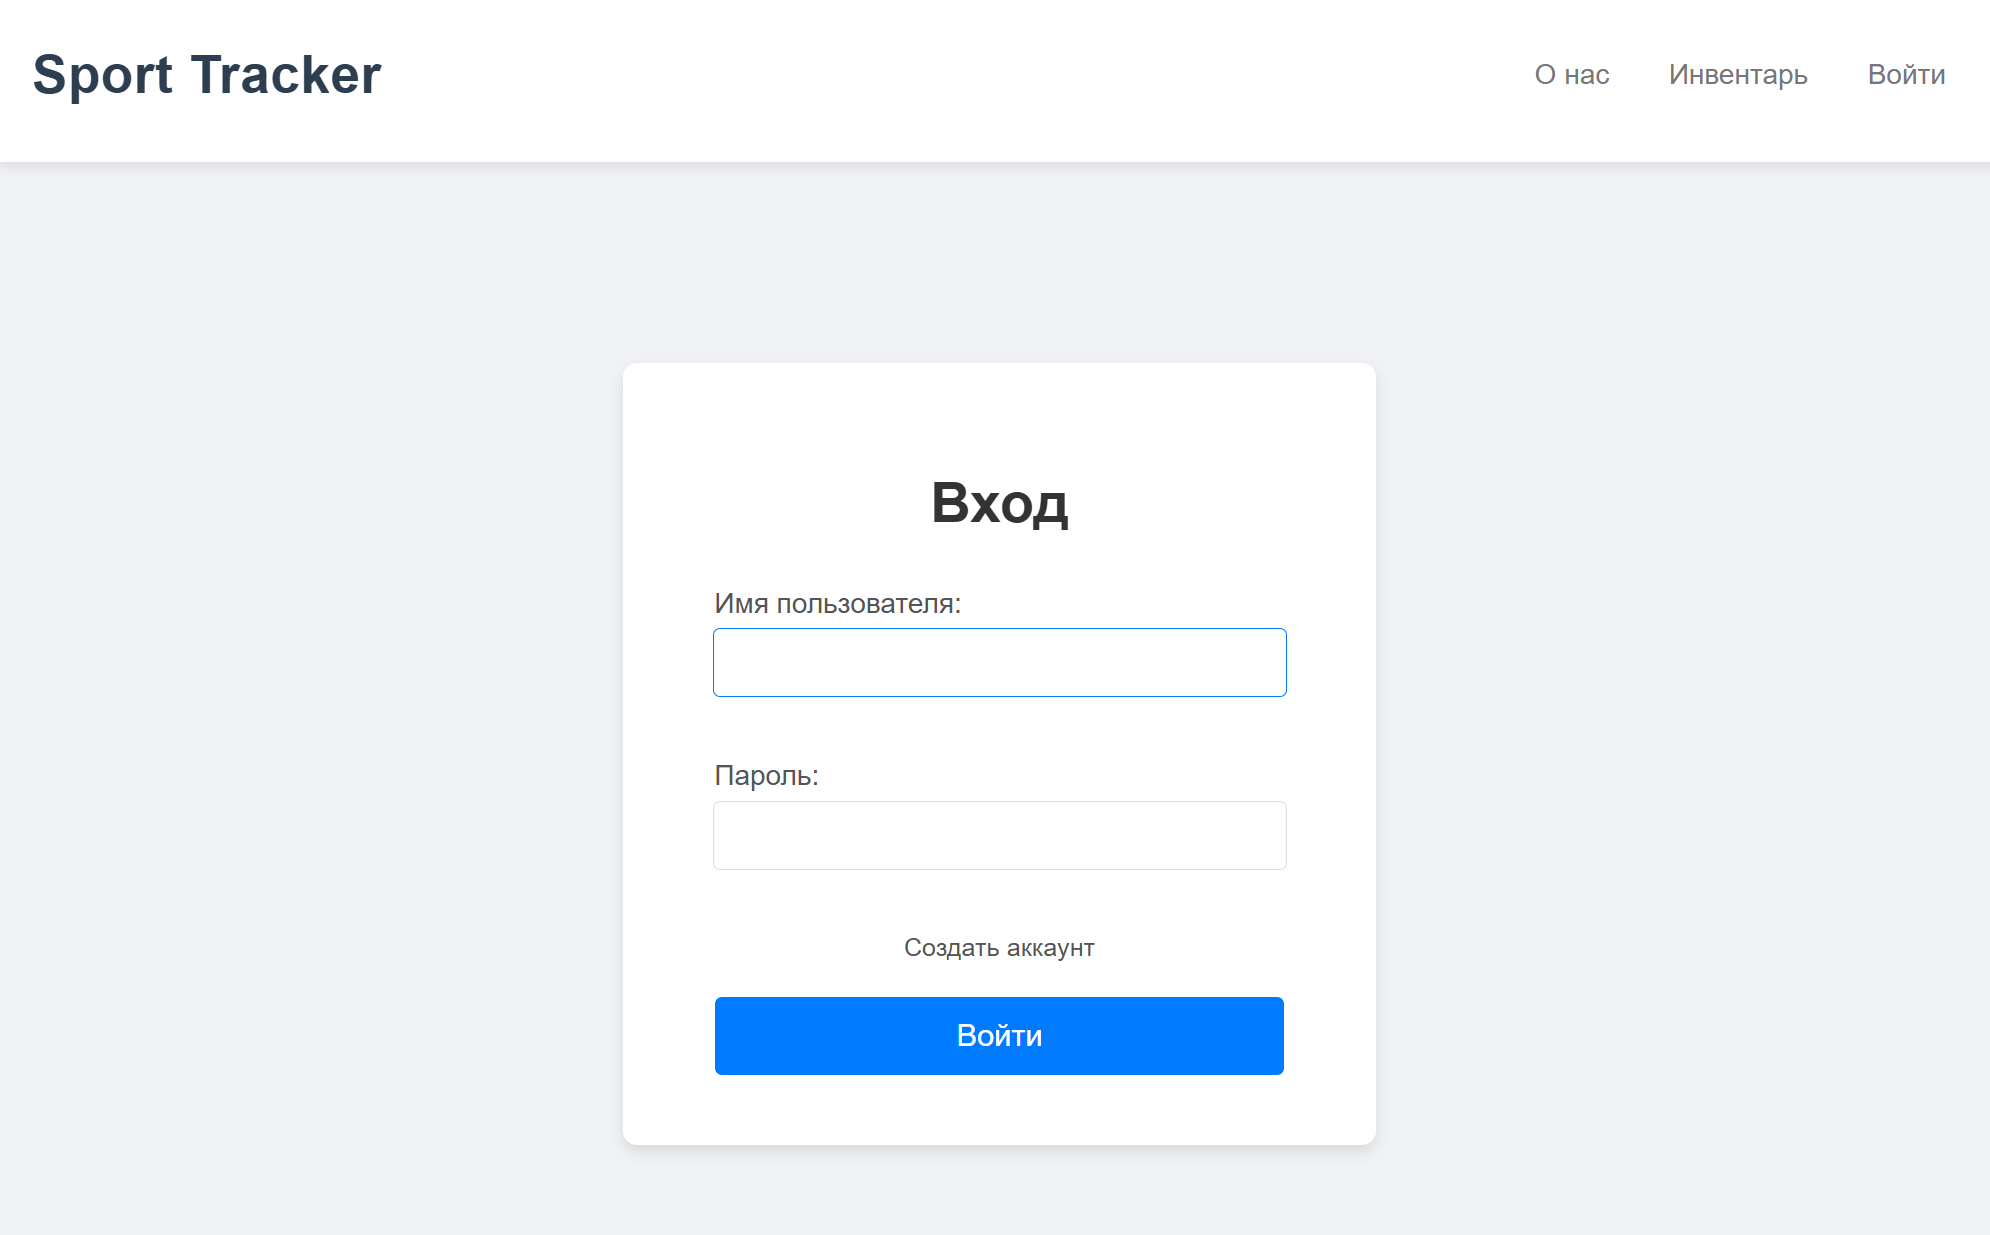 Sport Tracker
О нас Инвентарь Войти
Вход
Имя пользователя:
Пароль:
Создать аккаунт
Войти